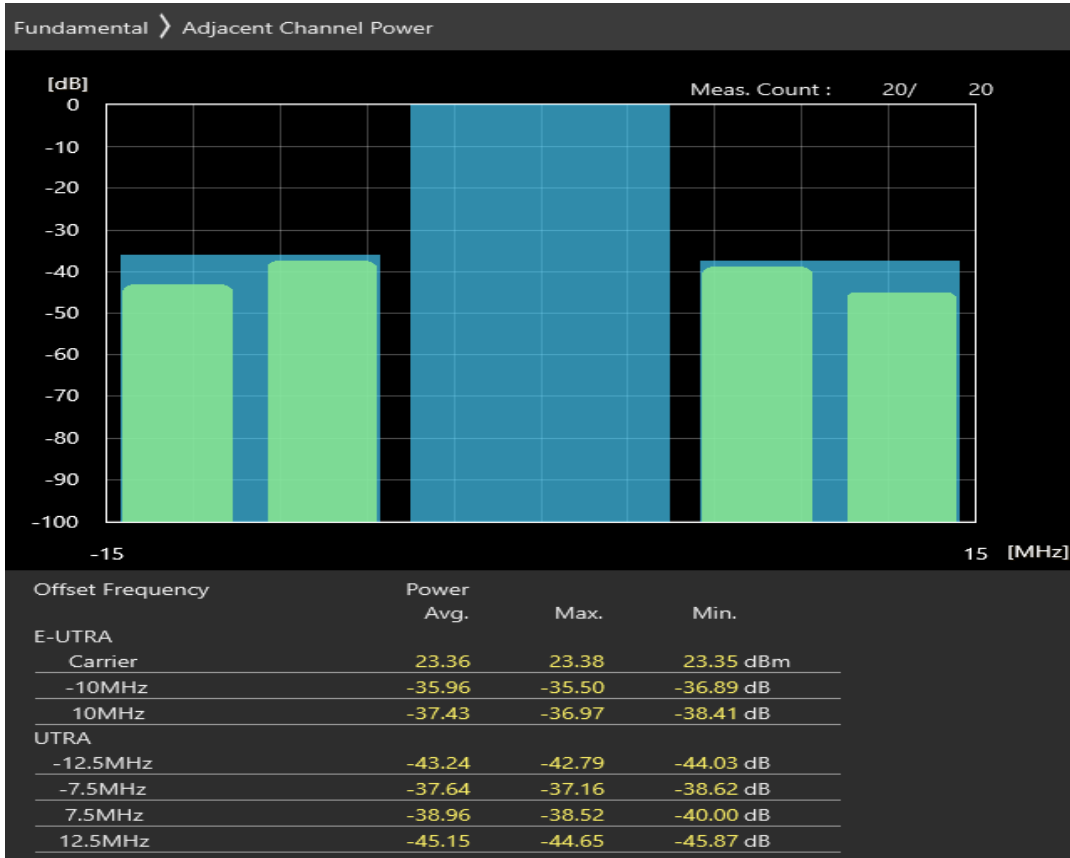 Fundamental ❯ Adjacent Channel Power
[dB]
Meas. Count : 20/ 20
0
-10
-20
-30
-40
-50
-60
-70
-80
-90
-100
-15 15 [MHz]
Offset Frequency Power
Avg. Max. Min.
E-UTRA
Carrier 23.36 23.38 23.35 dBm
-10MHz -35.96 -35.50 -36.89 dB
10MHz -37.43 -36.97 -38.41 dB
UTRA
-12.5MHz -43.24 -42.79 -44.03 dB
-7.5MHz -37.64 -37.16 -38.62 dB
7.5MHz -38.96 -38.52 -40.00 dB
12.5MHz -45.15 -44.65 -45.87 dB